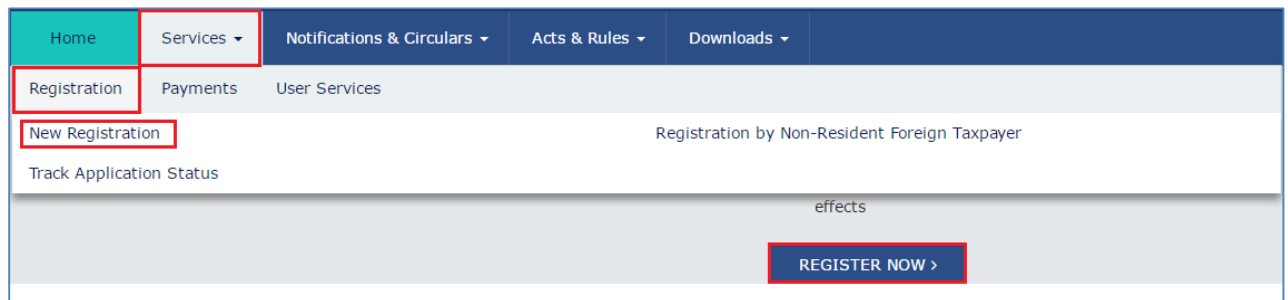 Home Services Notifications & Circulars Acts & Rules Downloads
Registration Payments User Services
New Registration Registration by Non-Resident Foreign Taxpayer
Track Application Status
effects
REGISTER NOW >